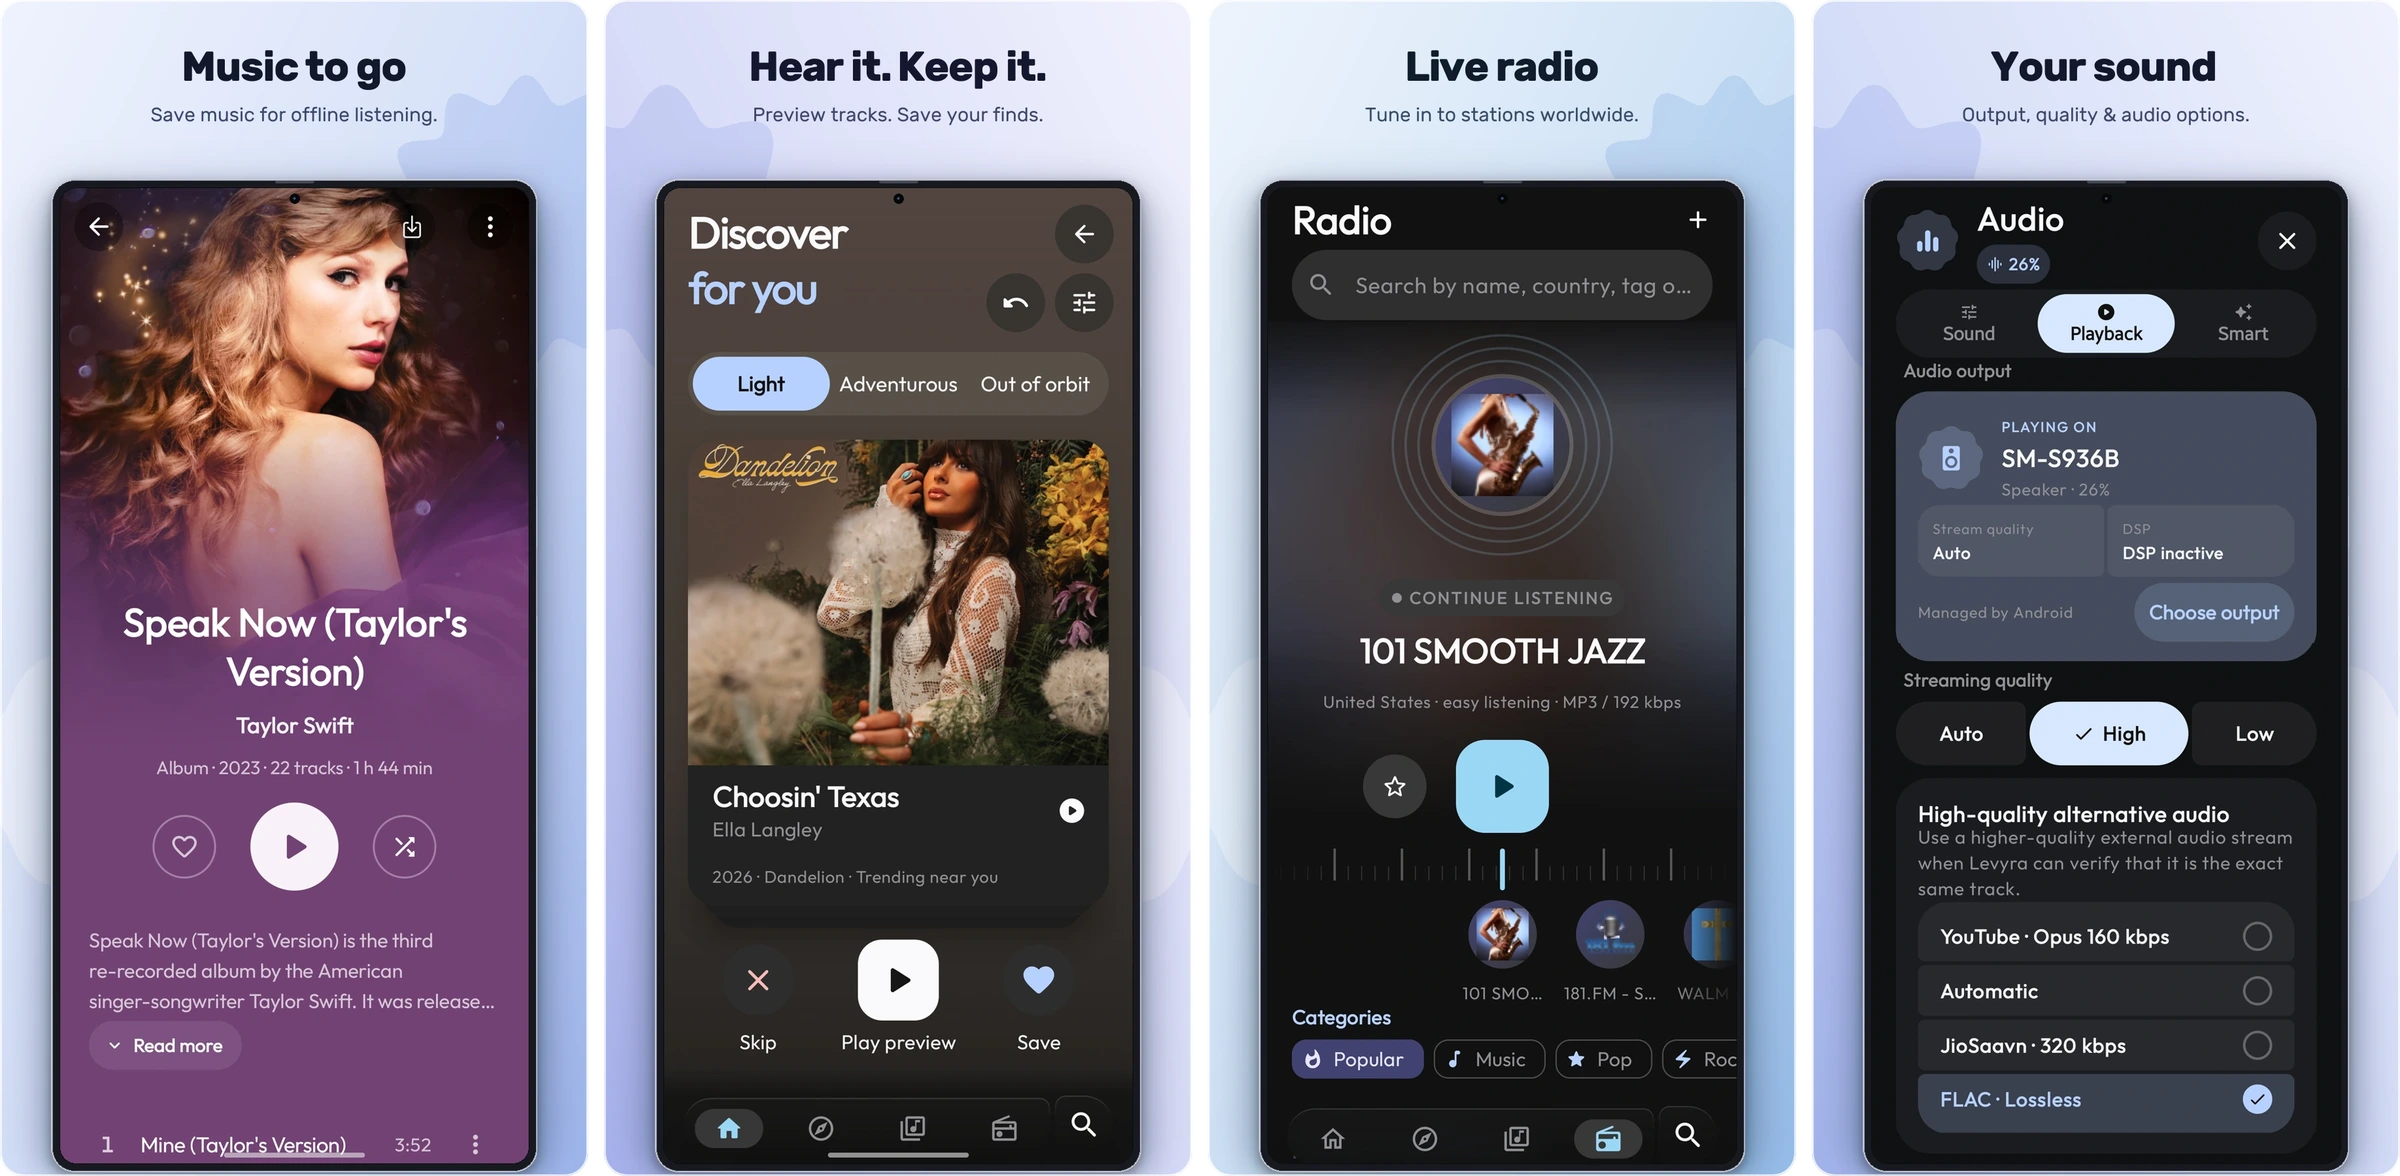 Music to go
Save music for offline listening.
Speak Now (Taylor's
Version)
Taylor Swift
Album · 2023 · 22 tracks · 1 h 44 min
Speak Now (Taylor's Version) is the third
re-recorded album by the American
singer-songwriter Taylor Swift. It was release...
Read more
1 Mine (Taylor's Version) 3:52
Hear it. Keep it.
Preview tracks. Save your finds.
Discover
for you
Light Adventurous Out of orbit
Dandelion
Ella Langley
Choosin' Texas
Ella Langley
2026 · Dandelion · Trending near you
Skip Play preview Save
Live radio
Tune in to stations worldwide.
Radio
Search by name, country, tag o...
CONTINUE LISTENING
101 SMOOTH JAZZ
United States · easy listening · MP3 / 192 kbps
101 SMO... 181.FM - S... WALM
Categories
Popular Music Pop Roc
Your sound
Output, quality & audio options.
Audio
26%
Sound Playback Smart
Audio output
PLAYING ON
SM-S936B
Speaker · 26%
Stream quality DSP
Auto DSP inactive
Managed by Android Choose output
Streaming quality
Auto High Low
High-quality alternative audio
Use a higher-quality external audio stream
when Levyra can verify that it is the exact
same track.
YouTube · Opus 160 kbps
Automatic
JioSaavn · 320 kbps
FLAC · Lossless